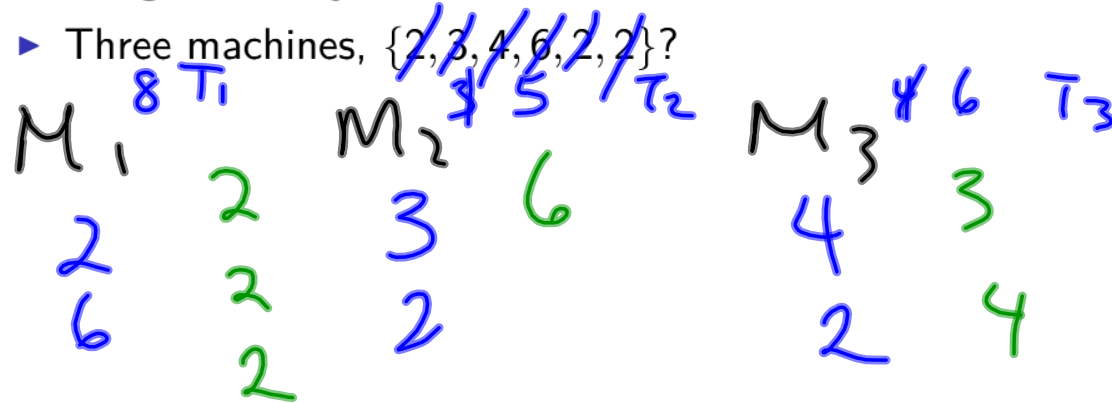 ▶ Three machines, {2,3,4,6,2,2}?
8 T₁ 3 5 T₂ 4 6 T₃
M₁ M₂ M₃
2 2 3 6 4 3
6 2 2 2 4
2